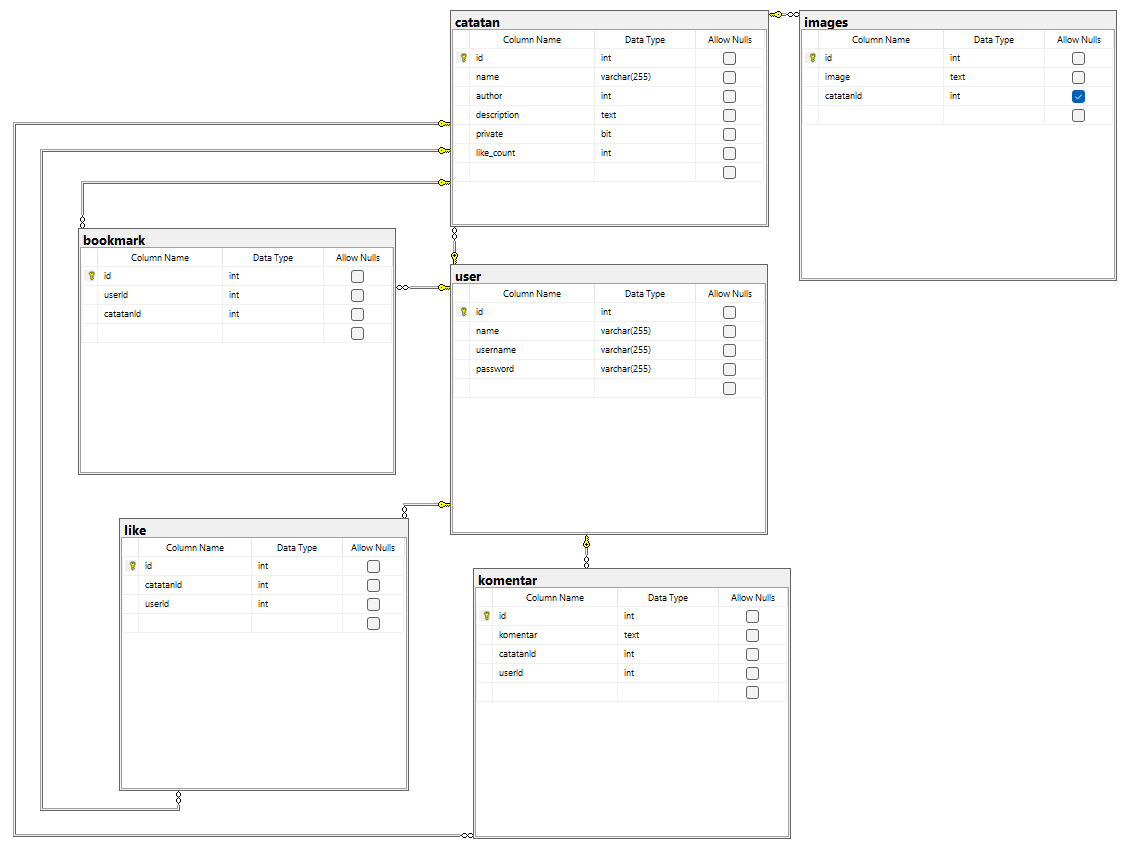 catatan
Column Name Data Type Allow Nulls
id int
name varchar(255)
author int
description text
private bit
like_count int
images
Column Name Data Type Allow Nulls
id int
image text
catatanId int
bookmark
Column Name Data Type Allow Nulls
id int
userId int
catatanId int
user
Column Name Data Type Allow Nulls
id int
name varchar(255)
username varchar(255)
password varchar(255)
like
Column Name Data Type Allow Nulls
id int
catatanId int
userId int
komentar
Column Name Data Type Allow Nulls
id int
komentar text
catatanId int
userId int